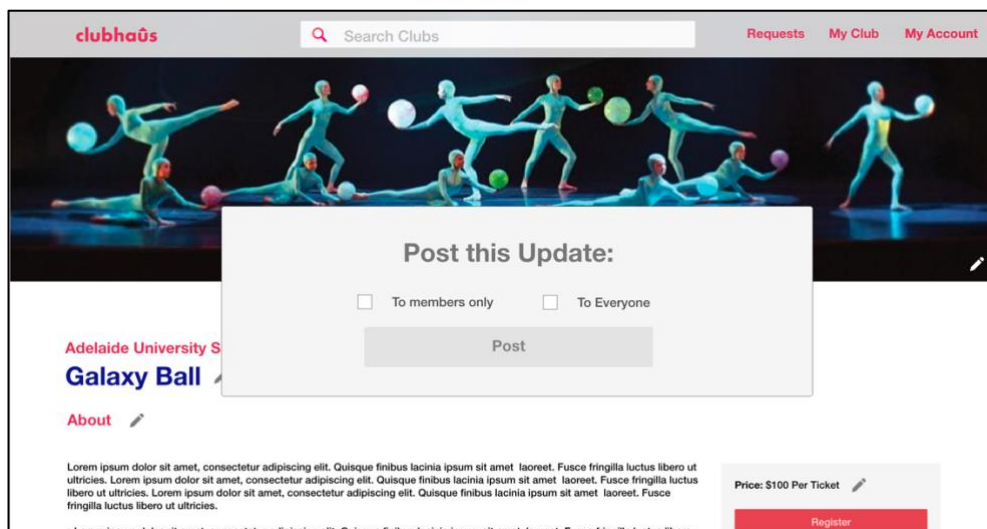 clubhaûs
Search Clubs
Requests My Club My Account
Post this Update:
To members only To Everyone
Post
Adelaide University S
Galaxy Ball
About
Lorem ipsum dolor sit amet, consectetur adipiscing elit. Quisque finibus lacinia ipsum sit amet laoreet. Fusce fringilla luctus libero ut
ultricies. Lorem ipsum dolor sit amet, consectetur adipiscing elit. Quisque finibus lacinia ipsum sit amet laoreet. Fusce fringilla luctus
libero ut ultricies. Lorem ipsum dolor sit amet, consectetur adipiscing elit. Quisque finibus lacinia ipsum sit amet laoreet. Fusce
fringilla luctus libero ut ultricies.
Price: $100 Per Ticket
Register